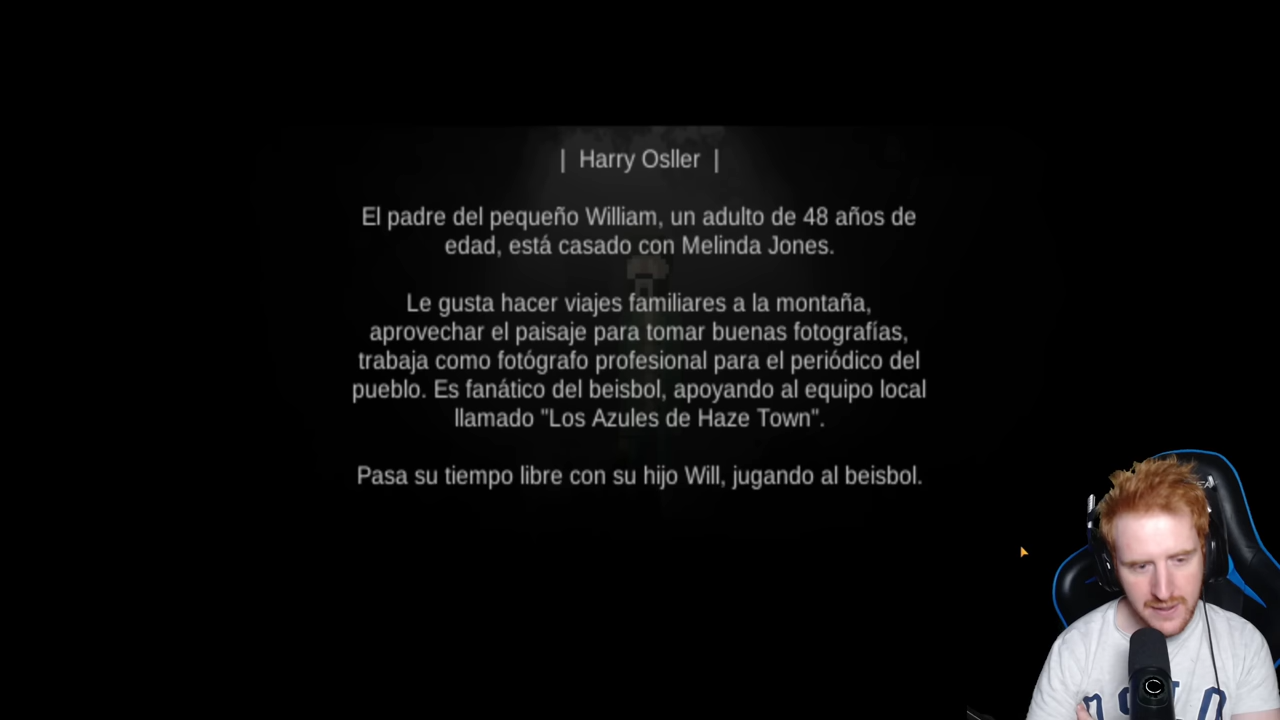 | Harry Osller |
El padre del pequeño William, un adulto de 48 años de
edad, está casado con Melinda Jones.
Le gusta hacer viajes familiares a la montaña,
aprovechar el paisaje para tomar buenas fotografías,
trabaja como fotógrafo profesional para el periódico del
pueblo. Es fanático del beisbol, apoyando al equipo local
llamado "Los Azules de Haze Town".
Pasa su tiempo libre con su hijo Will, jugando al beisbol.